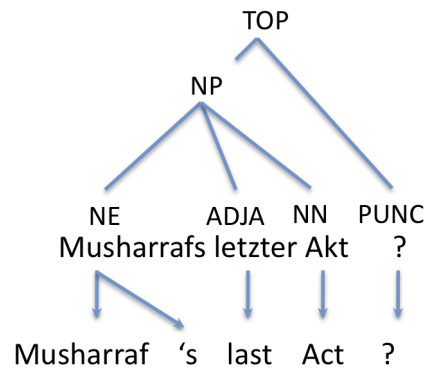 TOP
NP
NE ADJA NN PUNC
Musharrafs letzter Akt ?
Musharraf ‘s last Act ?